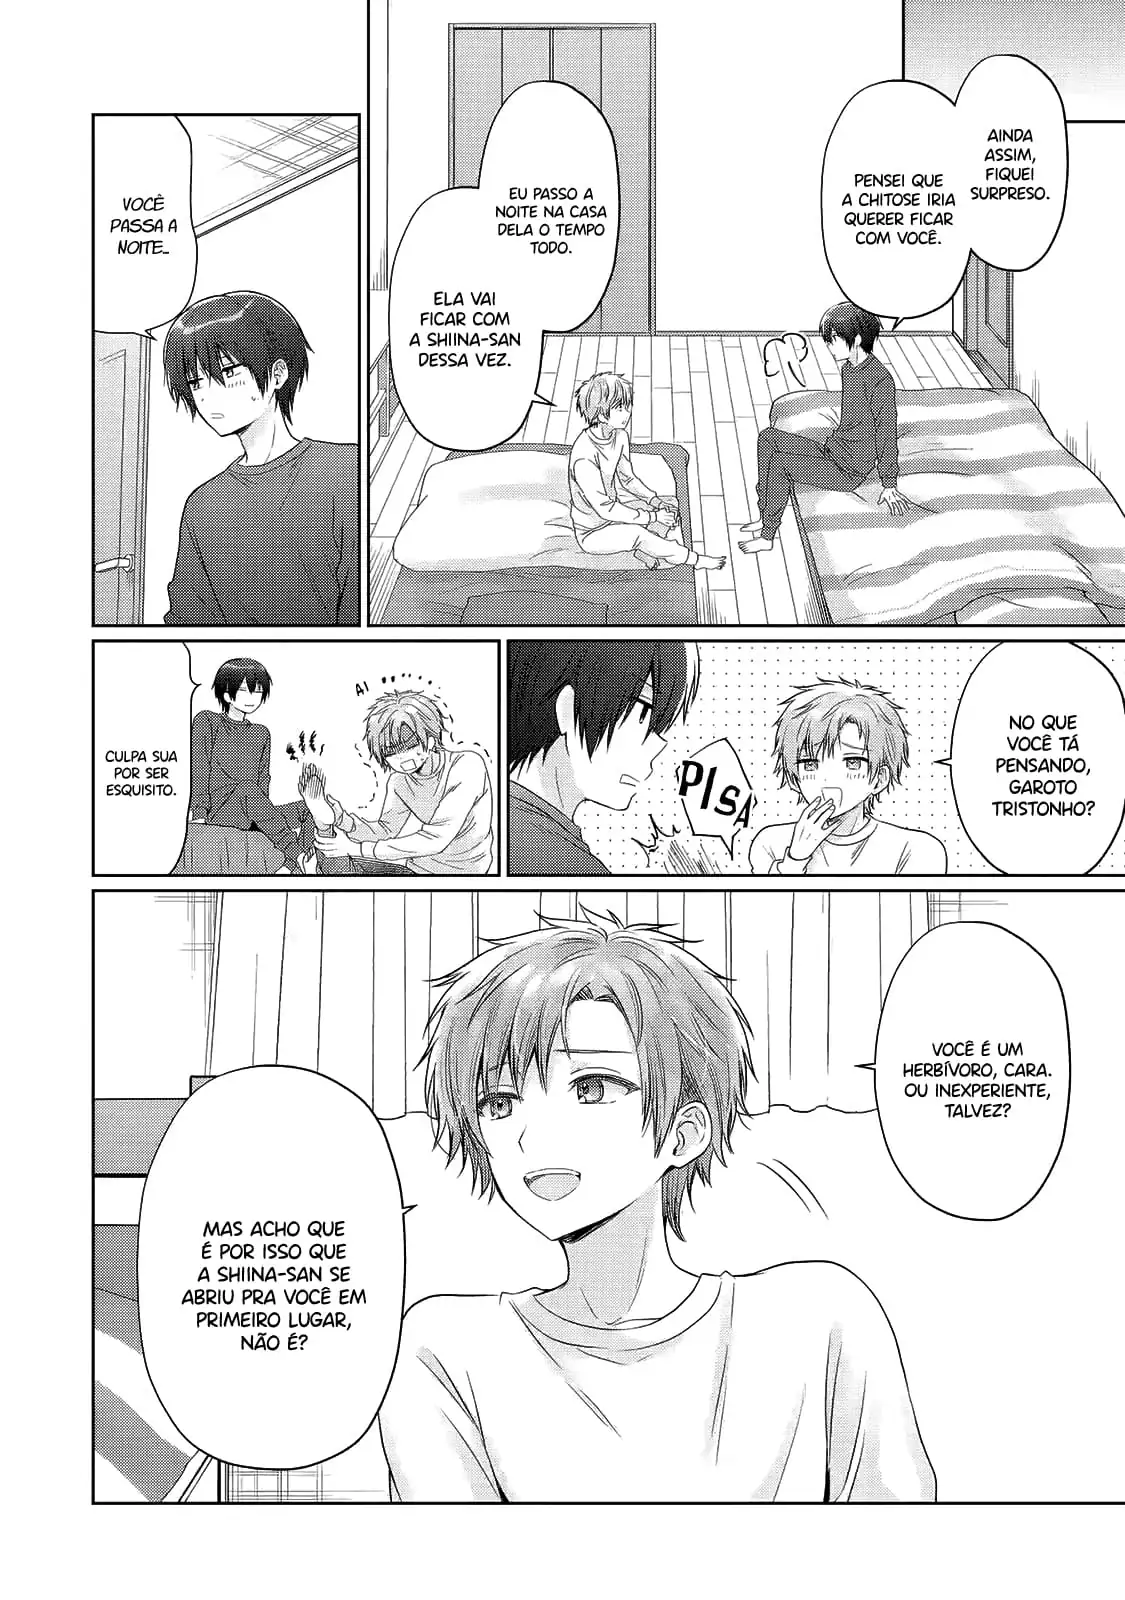 AINDA
ASSIM,
FIQUEI
SURPRESO.
PENSEI QUE
A CHITOSE IRIA
QUERER FICAR
COM VOCÊ.
EU PASSO A
NOITE NA CASA
DELA O TEMPO
TODO.
ELA VAI
FICAR COM
A SHIINA-SAN
DESSA VEZ.
VOCÊ
PASSA A
NOITE...
NO QUE
VOCÊ TÁ
PENSANDO,
GAROTO
TRISTONHO?
PISA
AI
CULPA SUA
POR SER
ESQUISITO.
VOCÊ É UM
HERBÍVORO, CARA.
OU INEXPERIENTE,
TALVEZ?
MAS ACHO QUE
É POR ISSO QUE
A SHIINA-SAN SE
ABRIU PRA VOCÊ EM
PRIMEIRO LUGAR,
NÃO É?